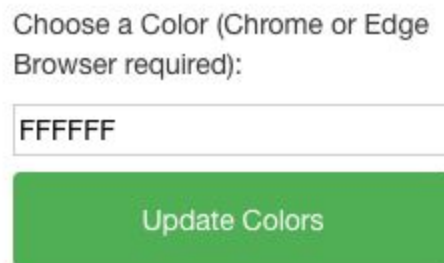 Choose a Color (Chrome or Edge
Browser required):
FFFFFF
Update Colors